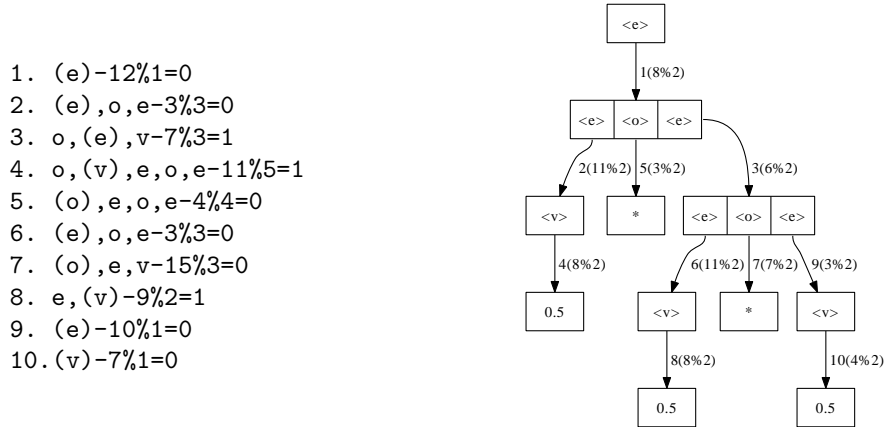 1. (e)-12%1=0
2. (e),o,e-3%3=0
3. o,(e),v-7%3=1
4. o,(v),e,o,e-11%5=1
5. (o),e,o,e-4%4=0
6. (e),o,e-3%3=0
7. (o),e,v-15%3=0
8. e,(v)-9%2=1
9. (e)-10%1=0
10.(v)-7%1=0
<e>
1(8%2)
<e> <o> <e>
2(11%2) 5(3%2) 3(6%2)
<v> * <e> <o> <e>
4(8%2) 6(11%2) 7(7%2) 9(3%2)
0.5 <v> * <v>
8(8%2) 10(4%2)
0.5 0.5